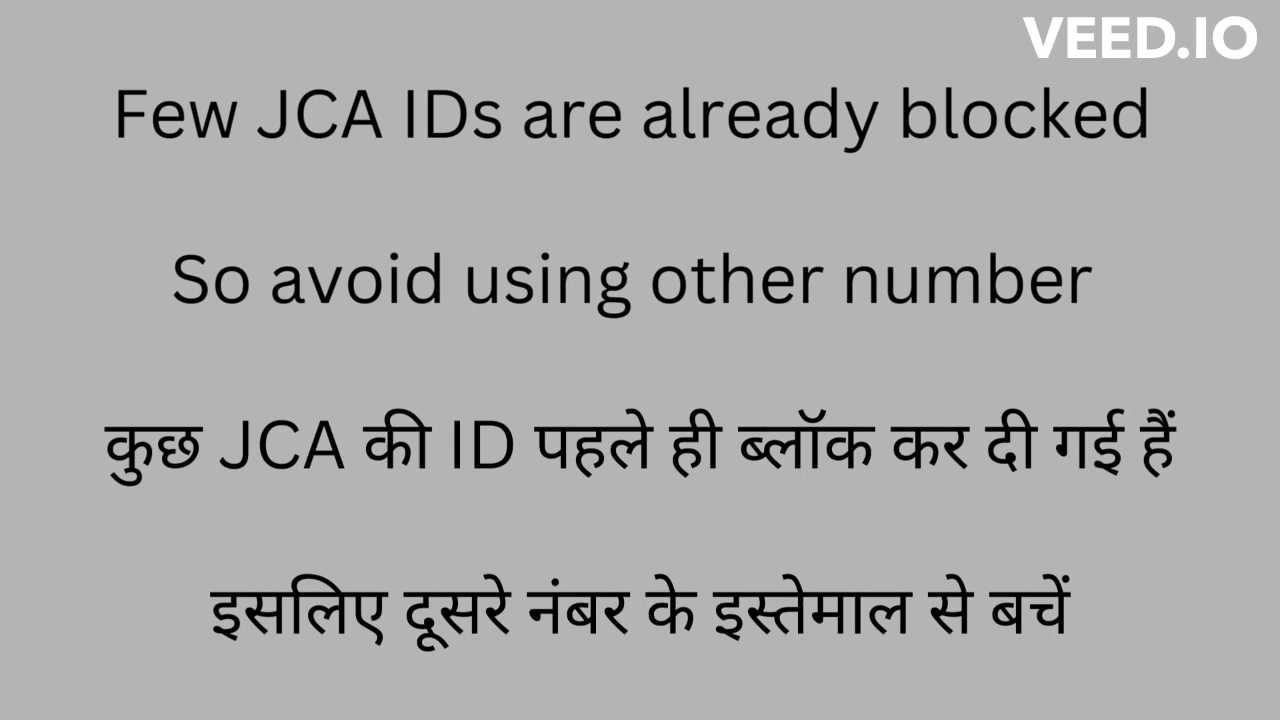 VEED.IO
Few JCA IDs are already blocked
So avoid using other number
कुछ JCA की ID पहले ही ब्लॉक कर दी गई हैं
इसलिए दूसरे नंबर के इस्तेमाल से बचें